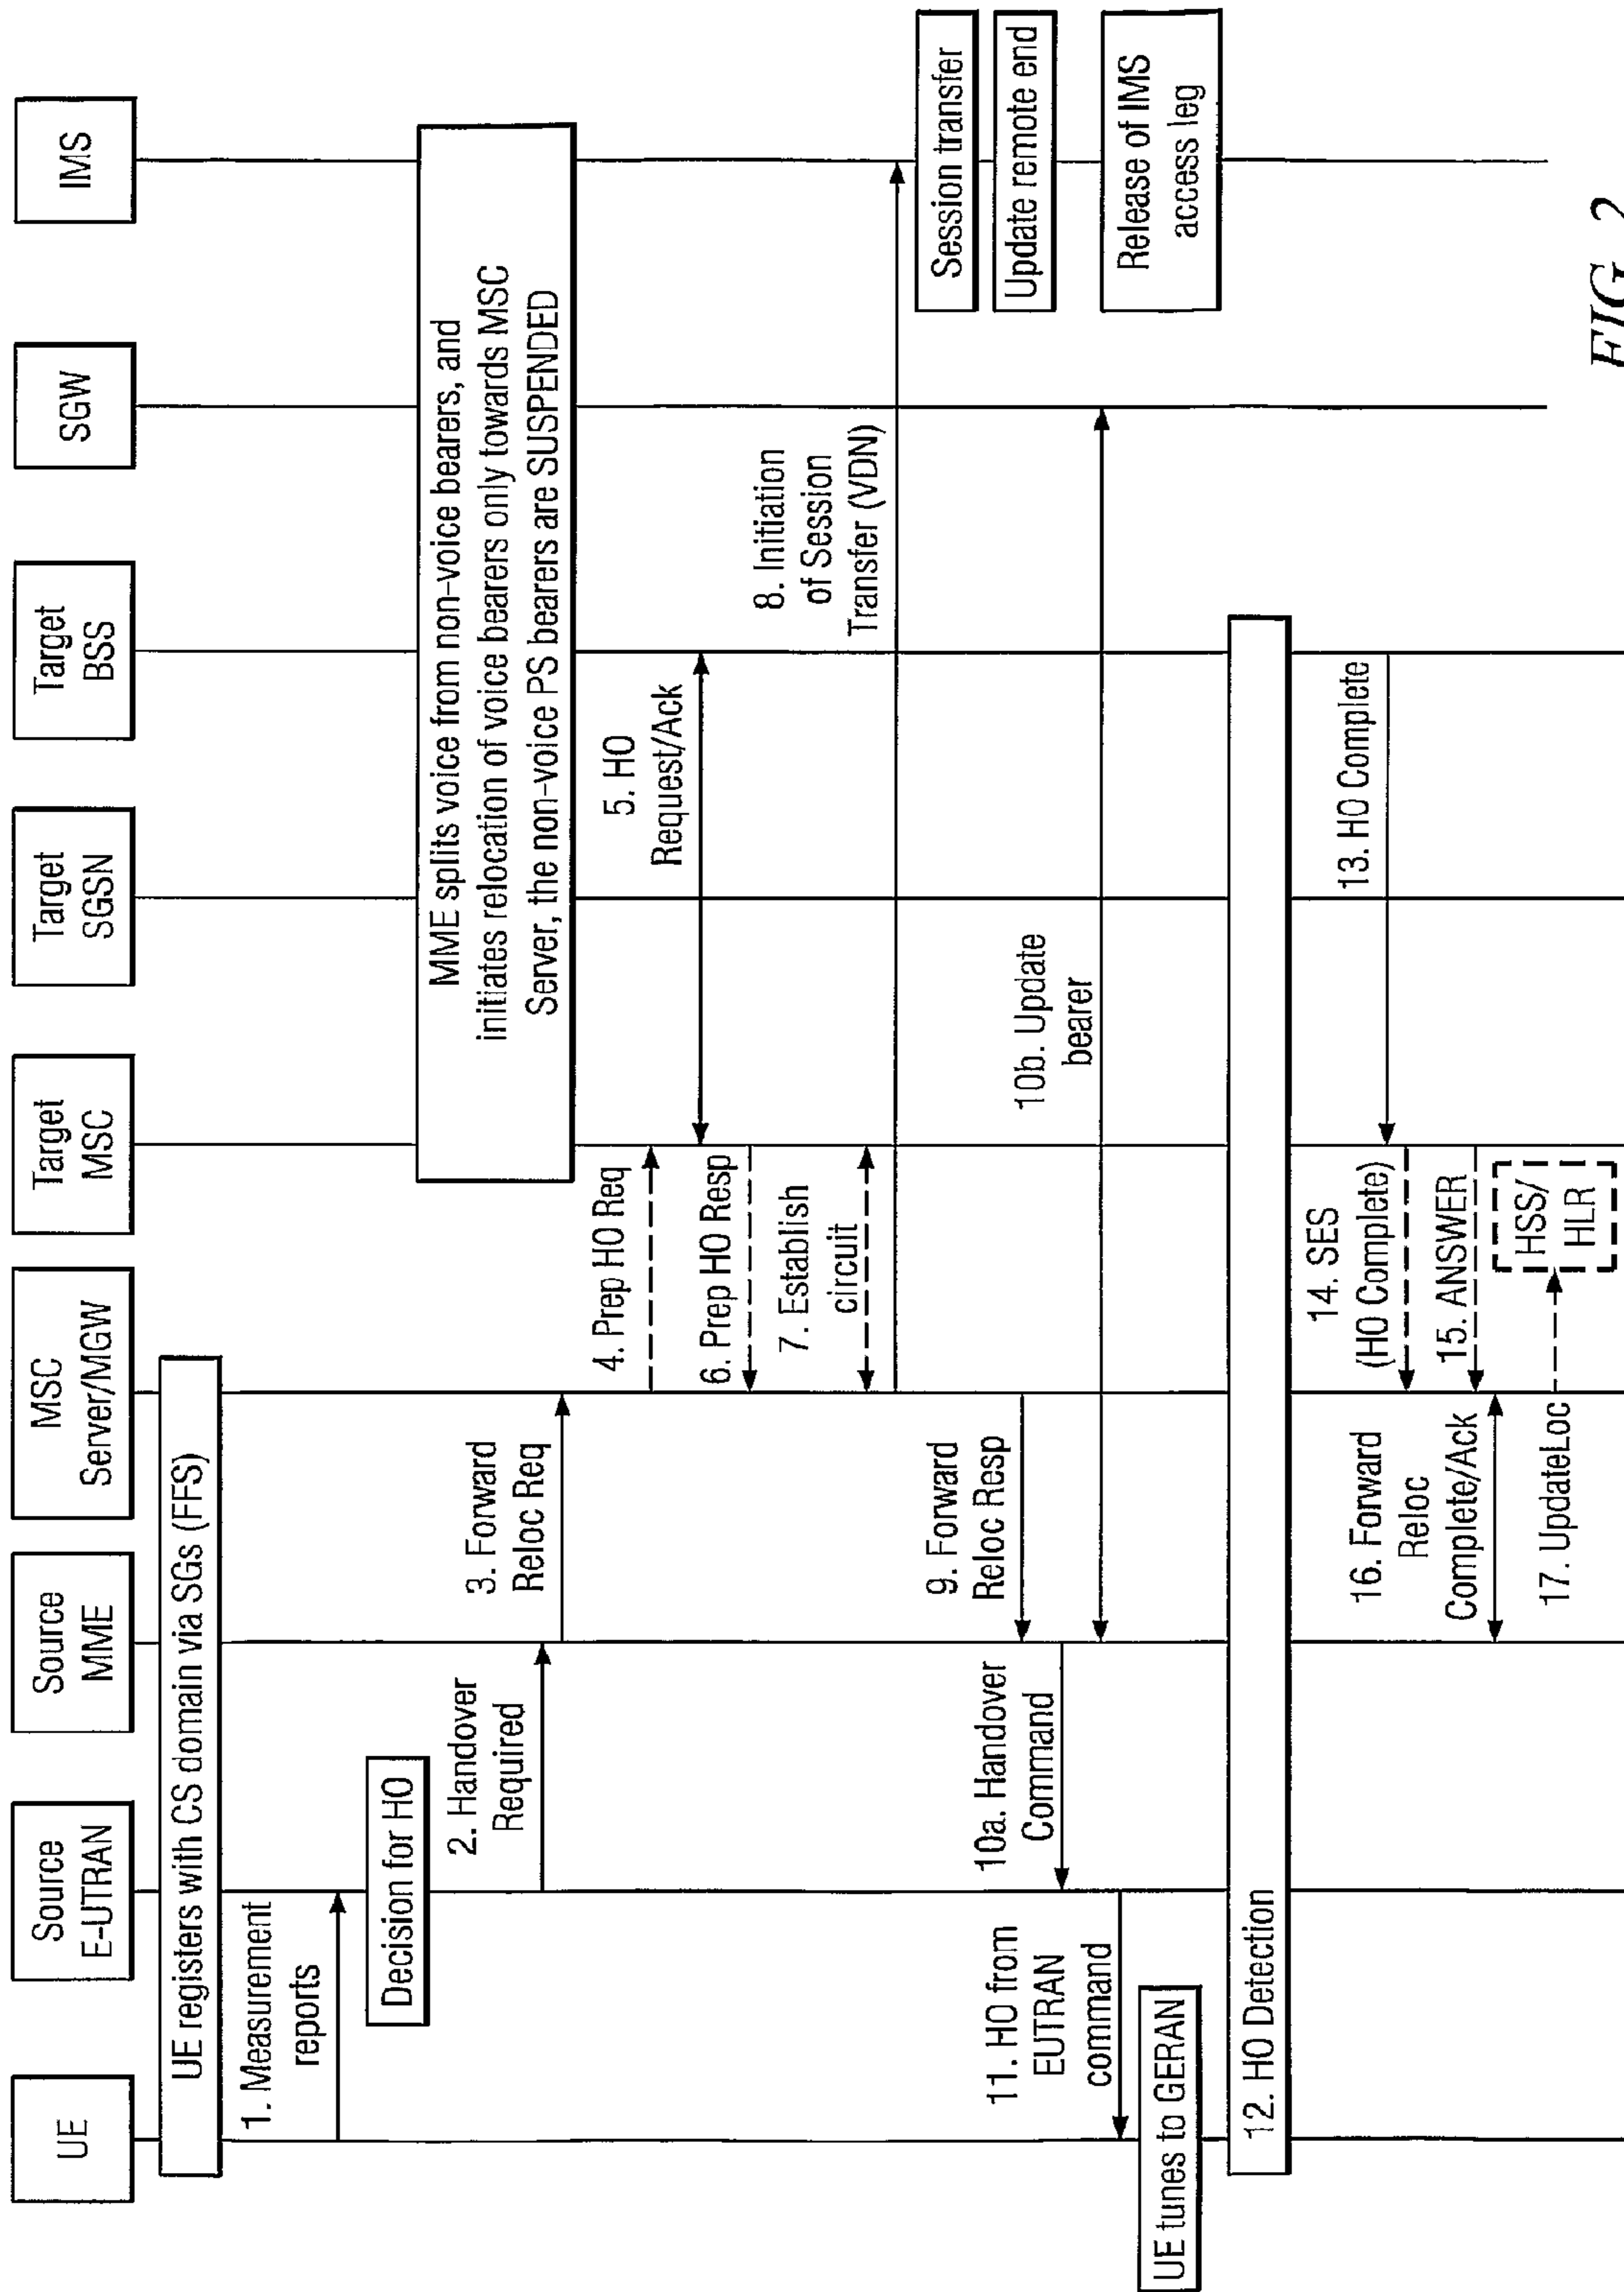 UE
Source
E-UTRAN
Source
MME
MSC
Server/MGW
Target
MSC
Target
SGSN
Target
BSS
SGW
IMS
UE registers with CS domain via SGs (FFS)
1. Measurement
reports
Decision for HO
2. Handover
Required
3. Forward
Reloc Req
MME splits voice from non-voice bearers, and
initiates relocation of voice bearers only towards MSC
Server, the non-voice PS bearers are SUSPENDED
4. Prep HO Req
5. HO
Request/Ack
6. Prep HO Resp
7. Establish
circuit
8. Initiation
of Session
Transfer (VDN)
Session transfer
Update remote end
Release of IMS
access leg
9. Forward
Reloc Resp
10a. Handover
Command
10b. Update
bearer
11. HO from
EUTRAN
command
UE tunes to GERAN
12. HO Detection
13. HO Complete
14. SES
(HO Complete)
15. ANSWER
16. Forward
Reloc
Complete/Ack
17. UpdateLoc
HSS/
HLR
FIG. 2